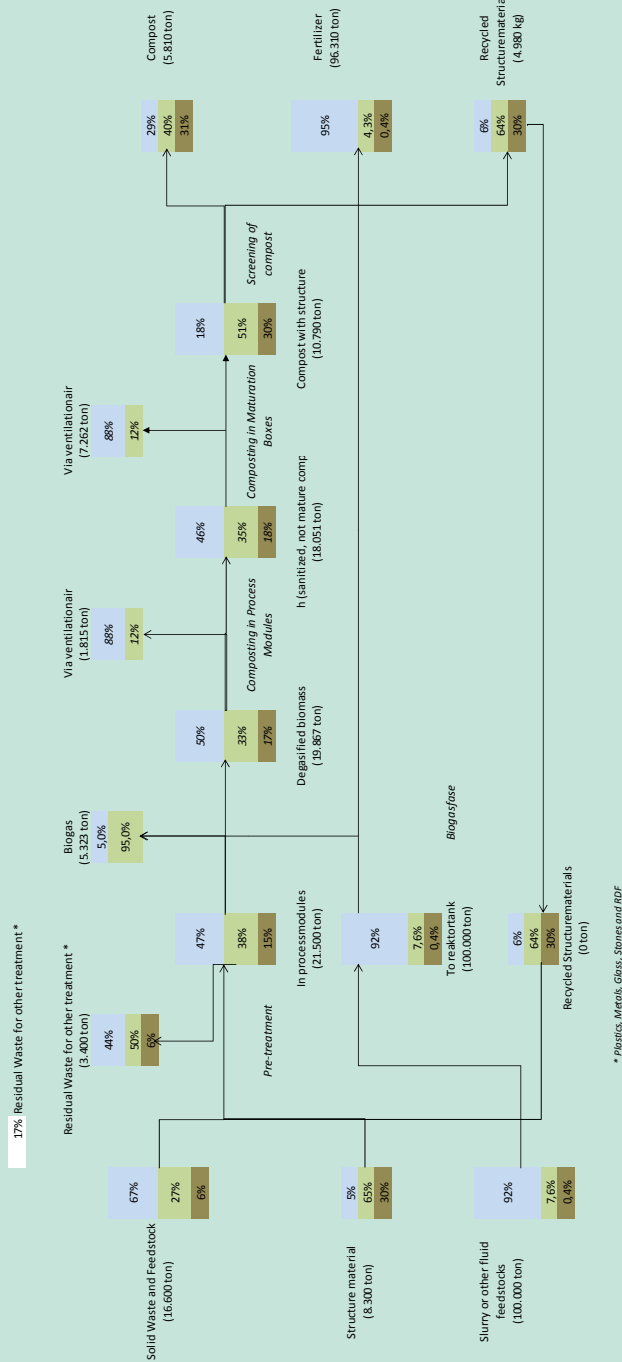 17% Residual Waste for other treatment *
Residual Waste for other treatment *
(3.400 ton)
44%
50%
6%
Biogas
(5.323 ton)
5,0%
95,0%
Via ventilationair
(1.815 ton)
88%
12%
Via ventilationair
(7.262 ton)
88%
12%
Solid Waste and Feedstock
(16.600 ton)
67%
27%
6%
In processmodules
(21.500 ton)
47%
38%
15%
Degasified biomass
(19.867 ton)
50%
33%
17%
Composting in Process
Modules
h (sanitized, not mature comp
(18.051 ton)
46%
35%
18%
Composting in Maturation
Boxes
Compost with structure
(10.790 ton)
18%
51%
30%
Screening of
compost
Compost
(5.810 ton)
29%
40%
31%
Pre-treatment
Structure material
(8.300 ton)
5%
65%
30%
To reaktortank
(100.000 ton)
92%
7,6%
0,4%
Biogasfase
Fertilizer
(96.310 ton)
95%
4,3%
0,4%
Slurry or other fluid
feedstocks
(100.000 ton)
92%
7,6%
0,4%
Recycled Structurematerials
(0 ton)
6%
64%
30%
Recycled
Structuremateri
(4.980 kg)
6%
64%
30%
* Plastics, Metals, Glass, Stones and RDF